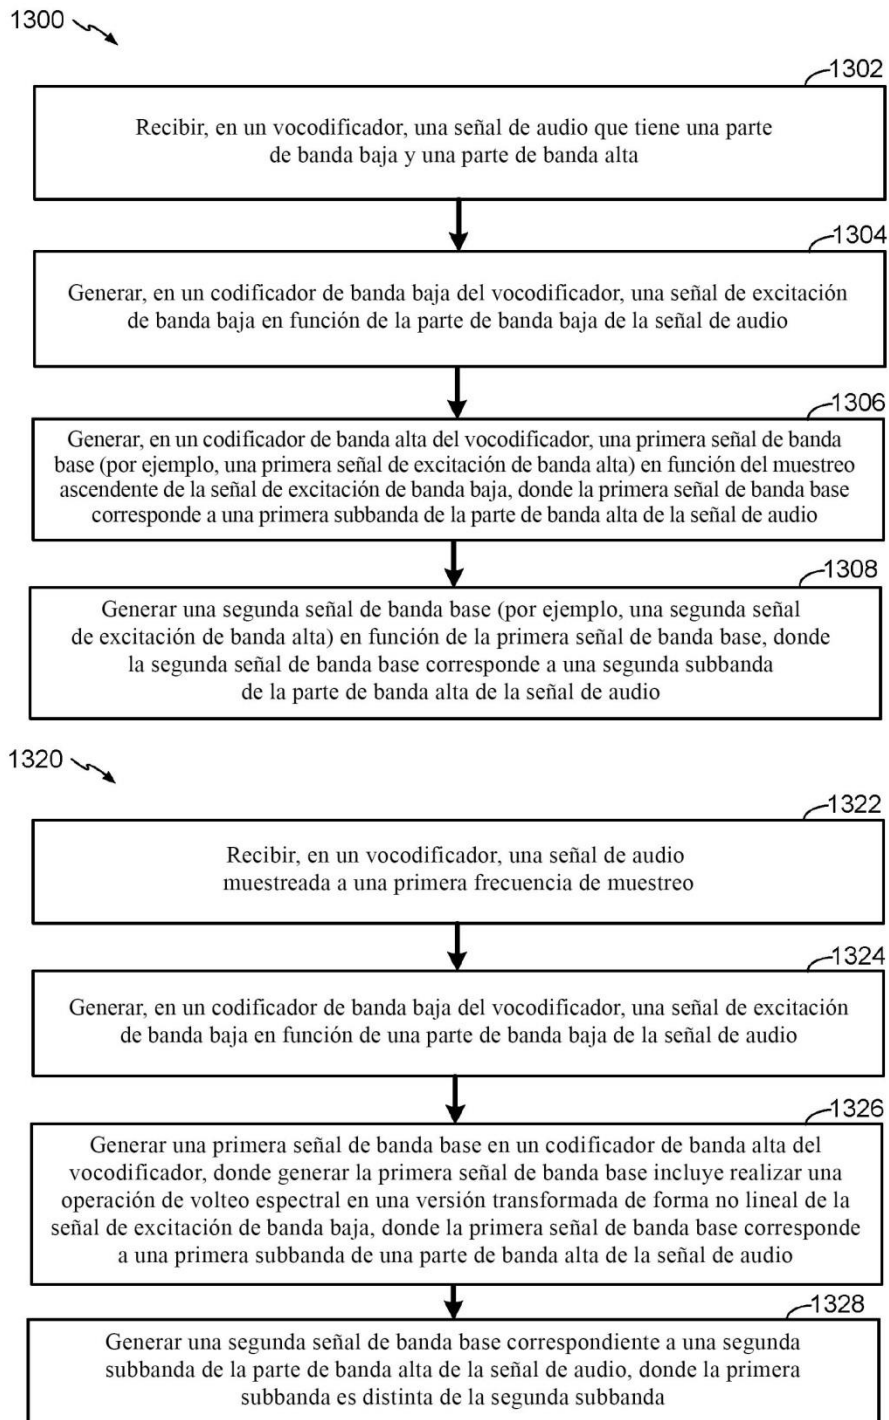 1300
1302
Recibir, en un vocodificador, una señal de audio que tiene una parte
de banda baja y una parte de banda alta
1304
Generar, en un codificador de banda baja del vocodificador, una señal de excitación
de banda baja en función de la parte de banda baja de la señal de audio
1306
Generar, en un codificador de banda alta del vocodificador, una primera señal de banda
base (por ejemplo, una primera señal de excitación de banda alta) en función del muestreo
ascendente de la señal de excitación de banda baja, donde la primera señal de banda base
corresponde a una primera subbanda de la parte de banda alta de la señal de audio
1308
Generar una segunda señal de banda base (por ejemplo, una segunda señal
de excitación de banda alta) en función de la primera señal de banda base, donde
la segunda señal de banda base corresponde a una segunda subbanda
de la parte de banda alta de la señal de audio
1320
1322
Recibir, en un vocodificador, una señal de audio
muestreada a una primera frecuencia de muestreo
1324
Generar, en un codificador de banda baja del vocodificador, una señal de excitación
de banda baja en función de una parte de banda baja de la señal de audio
1326
Generar una primera señal de banda base en un codificador de banda alta del
vocodificador, donde generar la primera señal de banda base incluye realizar una
operación de volteo espectral en una versión transformada de forma no lineal de la
señal de excitación de banda baja, donde la primera señal de banda base corresponde
a una primera subbanda de una parte de banda alta de la señal de audio
1328
Generar una segunda señal de banda base correspondiente a una segunda
subbanda de la parte de banda alta de la señal de audio, donde la primera
subbanda es distinta de la segunda subbanda